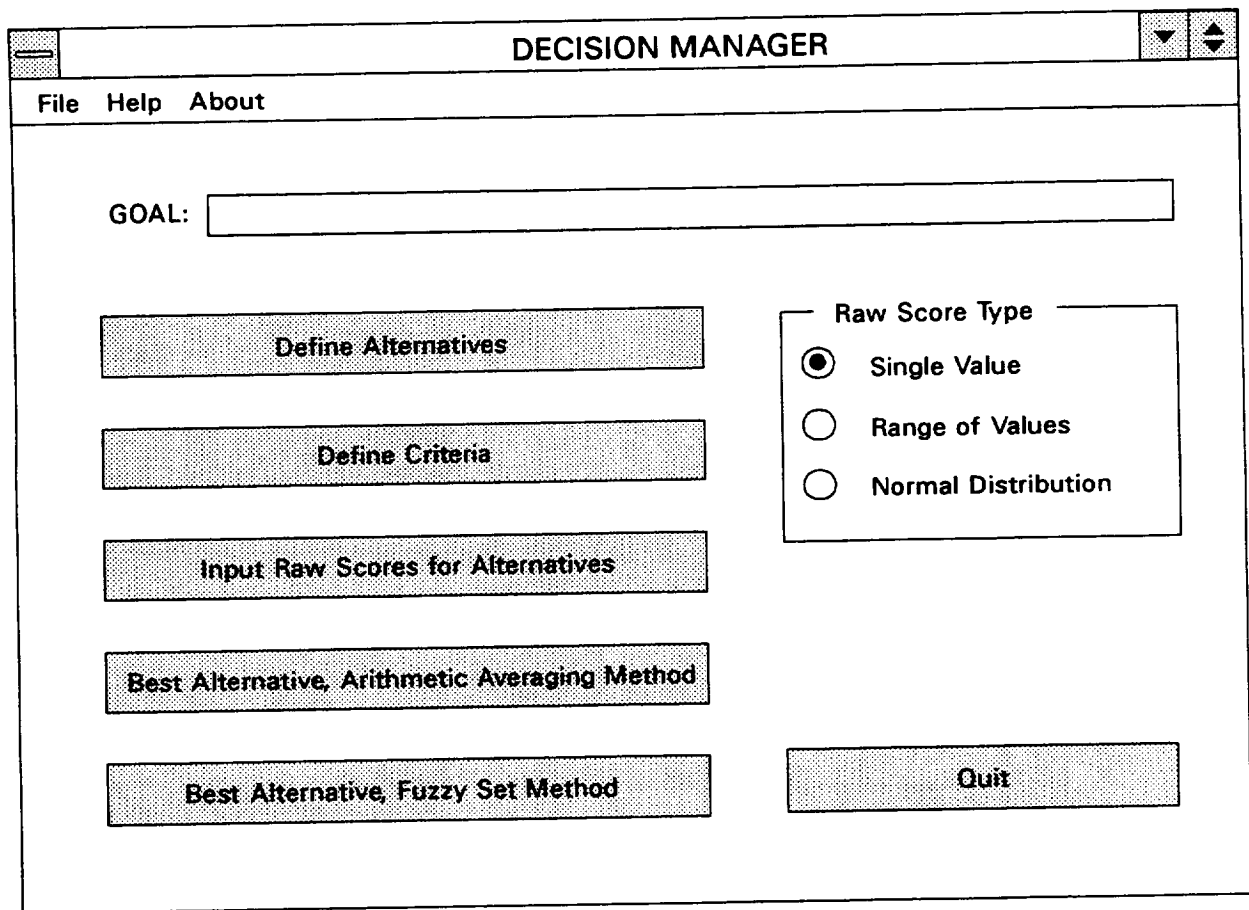 DECISION MANAGER
File Help About
GOAL:
Define Alternatives
Define Criteria
Input Raw Scores for Alternatives
Best Alternative, Arithmetic Averaging Method
Best Alternative, Fuzzy Set Method
Raw Score Type
Single Value
Range of Values
Normal Distribution
Quit